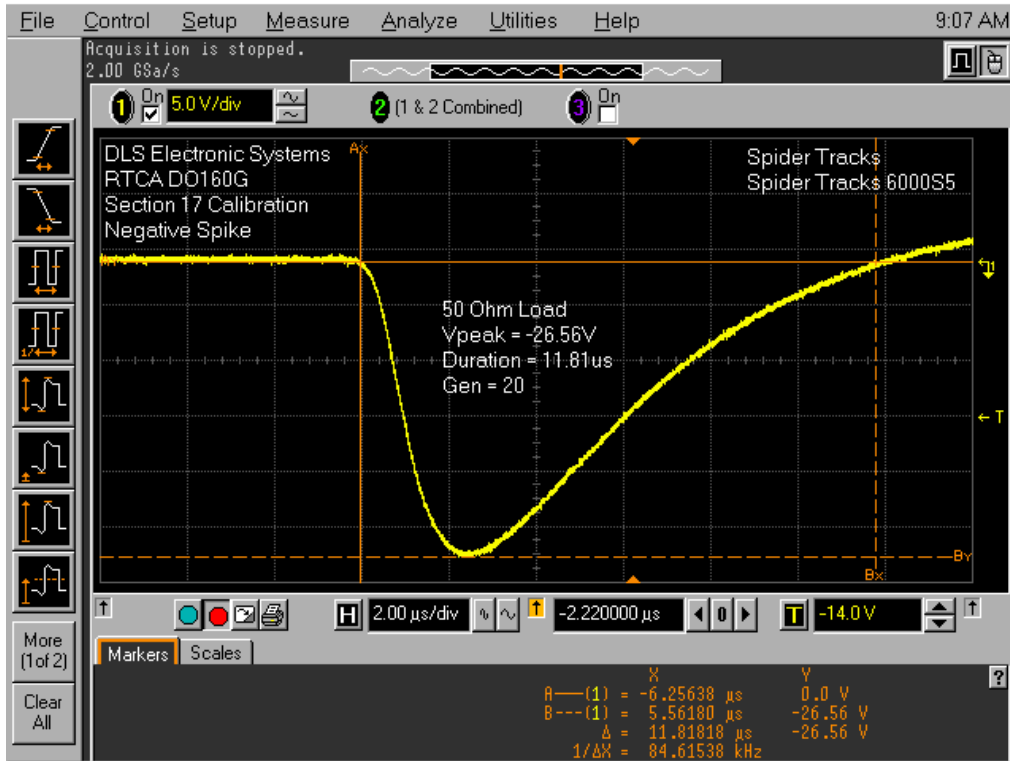 File Control Setup Measure Analyze Utilities Help 9:07 AM
Acquisition is stopped.
2.00 GSa/s
1 On 5.0 V/div 2 (1 & 2 Combined) 3 On
DLS Electronic Systems
RTCA DO160G
Section 17 Calibration
Negative Spike
Ax
Spider Tracks
Spider Tracks 6000S5
50 Ohm Load
Vpeak = -26.56V
Duration = 11.81us
Gen = 20
1
T
By
Bx
1/
H 2.00 µs/div -2.220000 µs 0 T -14.0 V
More
(1 of 2)
Clear
All
Markers Scales
?
X Y
A——(1) = -6.25638 µs 0.0 V
B---(1) = 5.56180 µs -26.56 V
Δ = 11.81818 µs -26.56 V
1/ΔX = 84.61538 kHz